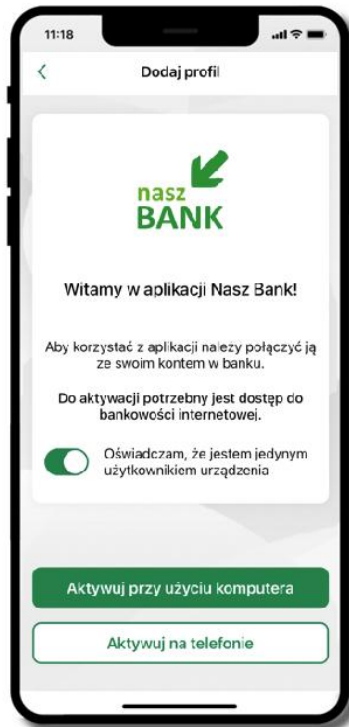 11:18
Dodaj profil
nasz
BANK
Witamy w aplikacji Nasz Bank!
Aby korzystać z aplikacji należy połączyć ją
ze swoim kontem w banku.
Do aktywacji potrzebny jest dostęp do
bankowości internetowej.
Oświadczam, że jestem jedynym
użytkownikiem urządzenia
Aktywuj przy użyciu komputera
Aktywuj na telefonie